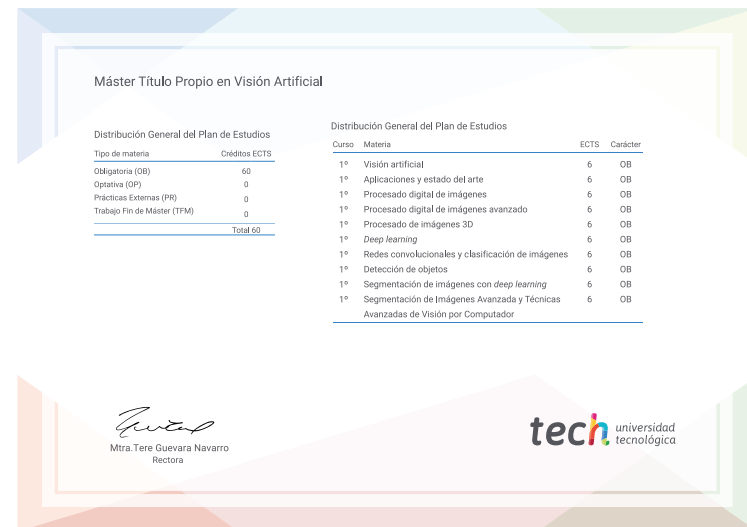 Máster Título Propio en Visión Artificial
Distribución General del Plan de Estudios
Tipo de materia Créditos ECTS
Obligatoria (OB) 60
Optativa (OP) 0
Prácticas Externas (PR) 0
Trabajo Fin de Máster (TFM) 0
Total 60
Distribución General del Plan de Estudios
Curso Materia ECTS Carácter
1º Visión artificial 6 OB
1º Aplicaciones y estado del arte 6 OB
1º Procesado digital de imágenes 6 OB
1º Procesado digital de imágenes avanzado 6 OB
1º Procesado de imágenes 3D 6 OB
1º Deep learning 6 OB
1º Redes convolucionales y clasificación de imágenes 6 OB
1º Detección de objetos 6 OB
1º Segmentación de imágenes con deep learning 6 OB
1º Segmentación de Imágenes Avanzada y Técnicas 6 OB
Avanzadas de Visión por Computador
Mtra.Tere Guevara Navarro
Rectora
tech universidad
tecnológica